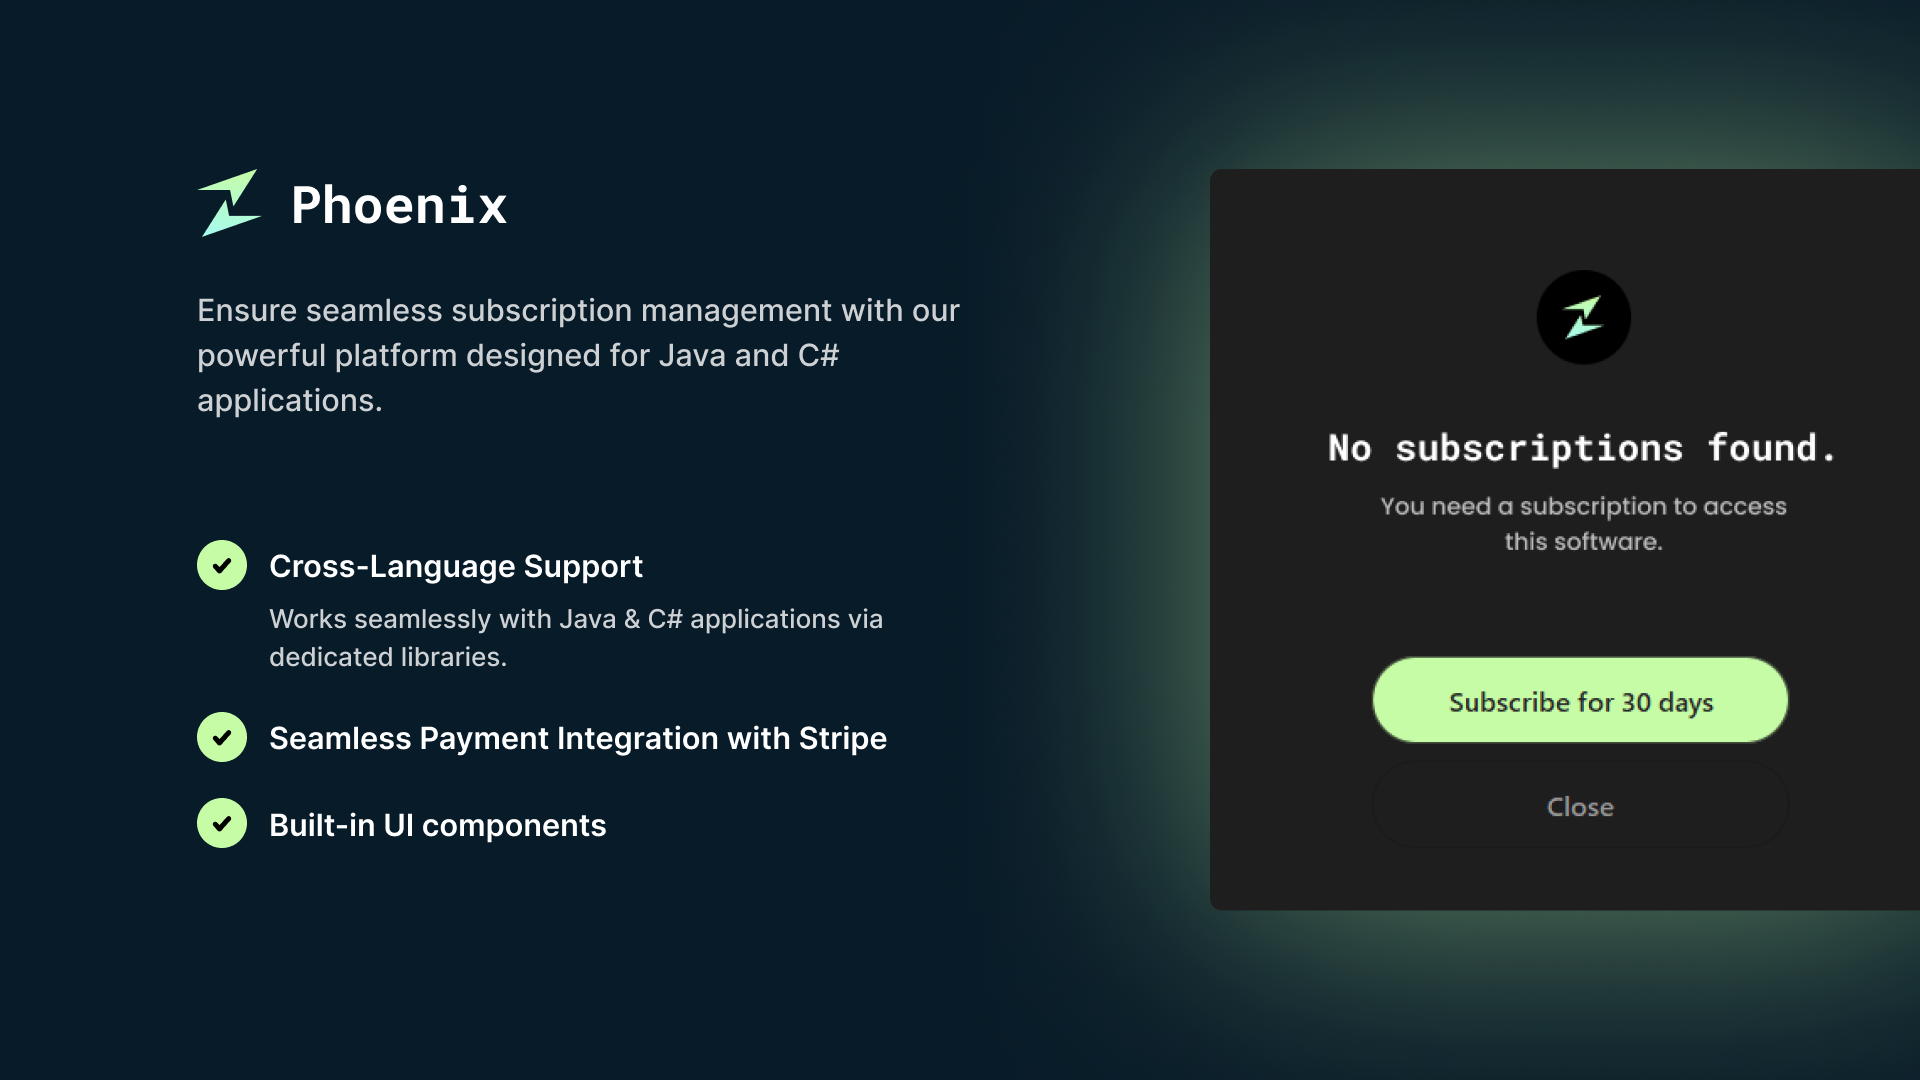 Phoenix
Ensure seamless subscription management with our
powerful platform designed for Java and C#
applications.
Cross-Language Support
Works seamlessly with Java & C# applications via
dedicated libraries.
Seamless Payment Integration with Stripe
Built-in UI components
No subscriptions found.
You need a subscription to access
this software.
Subscribe for 30 days
Close